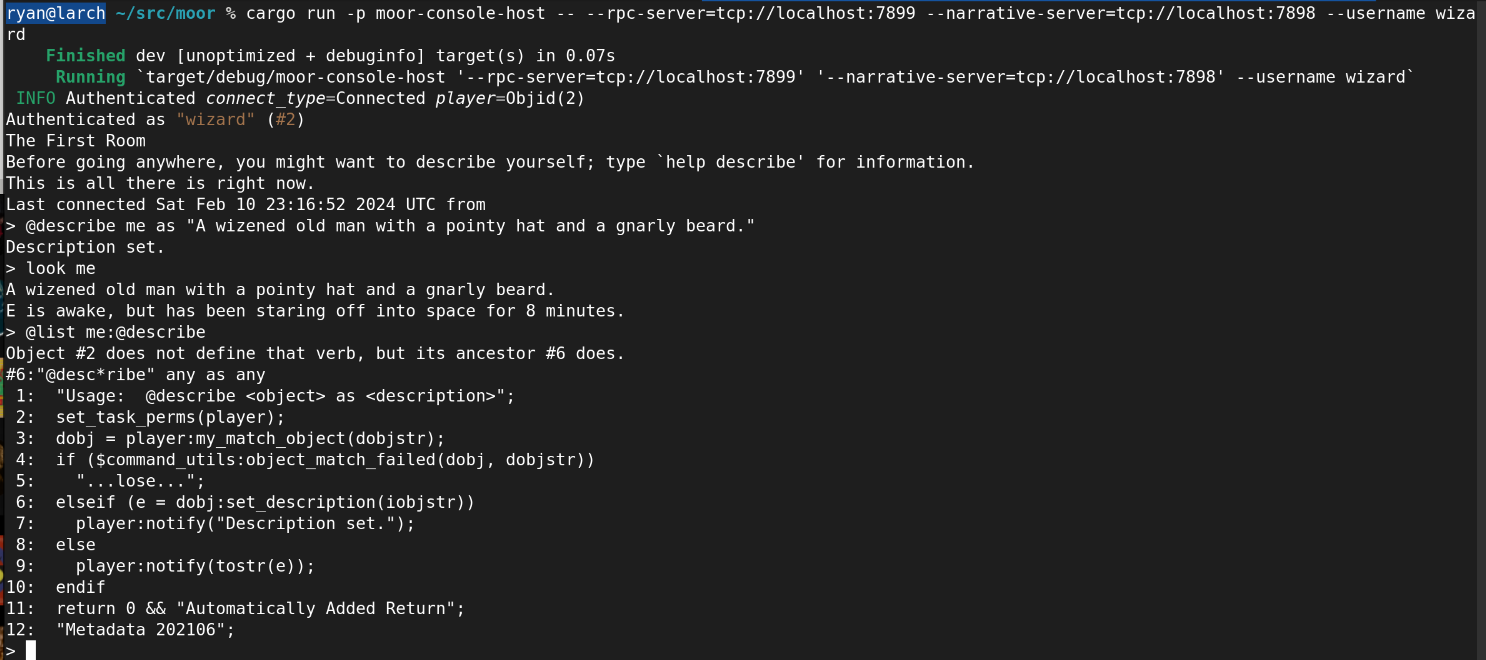 ryan@larch ~/src/moor % cargo run -p moor-console-host -- --rpc-server=tcp://localhost:7899 --narrative-server=tcp://localhost:7898 --username wiza
rd
    Finished dev [unoptimized + debuginfo] target(s) in 0.07s
     Running `target/debug/moor-console-host '--rpc-server=tcp://localhost:7899' '--narrative-server=tcp://localhost:7898' --username wizard`
 INFO Authenticated connect_type=Connected player=Objid(2)
Authenticated as "wizard" (#2)
The First Room
Before going anywhere, you might want to describe yourself; type `help describe' for information.
This is all there is right now.
Last connected Sat Feb 10 23:16:52 2024 UTC from
> @describe me as "A wizened old man with a pointy hat and a gnarly beard."
Description set.
> look me
A wizened old man with a pointy hat and a gnarly beard.
E is awake, but has been staring off into space for 8 minutes.
> @list me:@describe
Object #2 does not define that verb, but its ancestor #6 does.
#6:"@desc*ribe" any as any
 1:  "Usage:  @describe <object> as <description>";
 2:  set_task_perms(player);
 3:  dobj = player:my_match_object(dobjstr);
 4:  if ($command_utils:object_match_failed(dobj, dobjstr))
 5:    "...lose...";
 6:  elseif (e = dobj:set_description(iobjstr))
 7:    player:notify("Description set.");
 8:  else
 9:    player:notify(tostr(e));
10:  endif
11:  return 0 && "Automatically Added Return";
12:  "Metadata 202106";
>